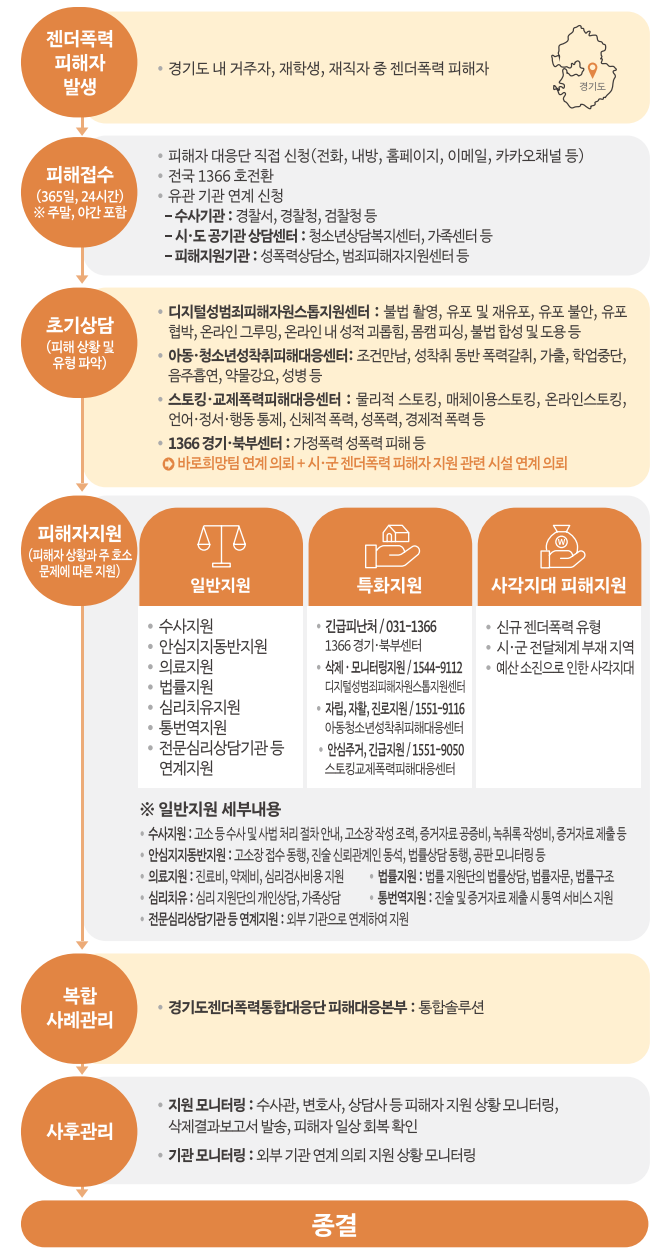 젠더폭력
피해자
발생
• 경기도 내 거주자, 재학생, 재직자 중 젠더폭력 피해자
경기도
피해접수
(365일, 24시간)
※ 주말, 야간 포함
• 피해자 대응단 직접 신청(전화, 내방, 홈페이지, 이메일, 카카오채널 등)
• 전국 1366 호전환
• 유관 기관 연계 신청
– 수사기관 : 경찰서, 경찰청, 검찰청 등
– 시·도 공기관 상담센터 : 청소년상담복지센터, 가족센터 등
– 피해지원기관 : 성폭력상담소, 범죄피해자지원센터 등
초기상담
(피해 상황 및
유형 파악)
• 디지털성범죄피해자원스톱지원센터 : 불법 촬영, 유포 및 재유포, 유포 불안, 유포
협박, 온라인 그루밍, 온라인 내 성적 괴롭힘, 몸캠 피싱, 불법 합성 및 도용 등
• 아동·청소년성착취피해대응센터: 조건만남, 성착취 동반 폭력갈취, 가출, 학업중단,
음주흡연, 약물강요, 성병 등
• 스토킹·교제폭력피해대응센터 : 물리적 스토킹, 매체이용스토킹, 온라인스토킹,
언어·정서·행동 통제, 신체적 폭력, 성폭력, 경제적 폭력 등
• 1366 경기·북부센터 : 가정폭력 성폭력 피해 등
➲ 바로희망팀 연계 의뢰 + 시·군 젠더폭력 피해자 지원 관련 시설 연계 의뢰
피해자지원
(피해자 상황과 주 호소
문제에 따른 지원)
일반지원
• 수사지원
• 안심지지동반지원
• 의료지원
• 법률지원
• 심리치유지원
• 통번역지원
• 전문심리상담기관 등
연계지원
특화지원
• 긴급피난처 / 031-1366
1366 경기·북부센터
• 삭제·모니터링지원 / 1544-9112
디지털성범죄피해자원스톱지원센터
• 자립, 자활, 진로지원 / 1551-9116
아동청소년성착취피해대응센터
• 안심주거, 긴급지원 / 1551-9050
스토킹교제폭력피해대응센터
₩
사각지대 피해지원
• 신규 젠더폭력 유형
• 시·군 전달체계 부재 지역
• 예산 소진으로 인한 사각지대
※ 일반지원 세부내용
• 수사지원 : 고소 등 수사 및 사법 처리 절차 안내, 고소장 작성 조력, 증거자료 공증비, 녹취록 작성비, 증거자료 제출 등
• 안심지지동반지원 : 고소장 접수 동행, 진술 신뢰관계인 동석, 법률상담 동행, 공판 모니터링 등
• 의료지원 : 진료비, 약제비, 심리검사비용 지원 • 법률지원 : 법률 지원단의 법률상담, 법률자문, 법률구조
• 심리치유 : 심리 지원단의 개인상담, 가족상담 • 통번역지원 : 진술 및 증거자료 제출 시 통역 서비스 지원
• 전문심리상담기관 등 연계지원 : 외부 기관으로 연계하여 지원
복합
사례관리
• 경기도젠더폭력통합대응단 피해대응본부 : 통합솔루션
사후관리
• 지원 모니터링 : 수사관, 변호사, 상담사 등 피해자 지원 상황 모니터링,
삭제결과보고서 발송, 피해자 일상 회복 확인
• 기관 모니터링 : 외부 기관 연계 의뢰 지원 상황 모니터링
종결